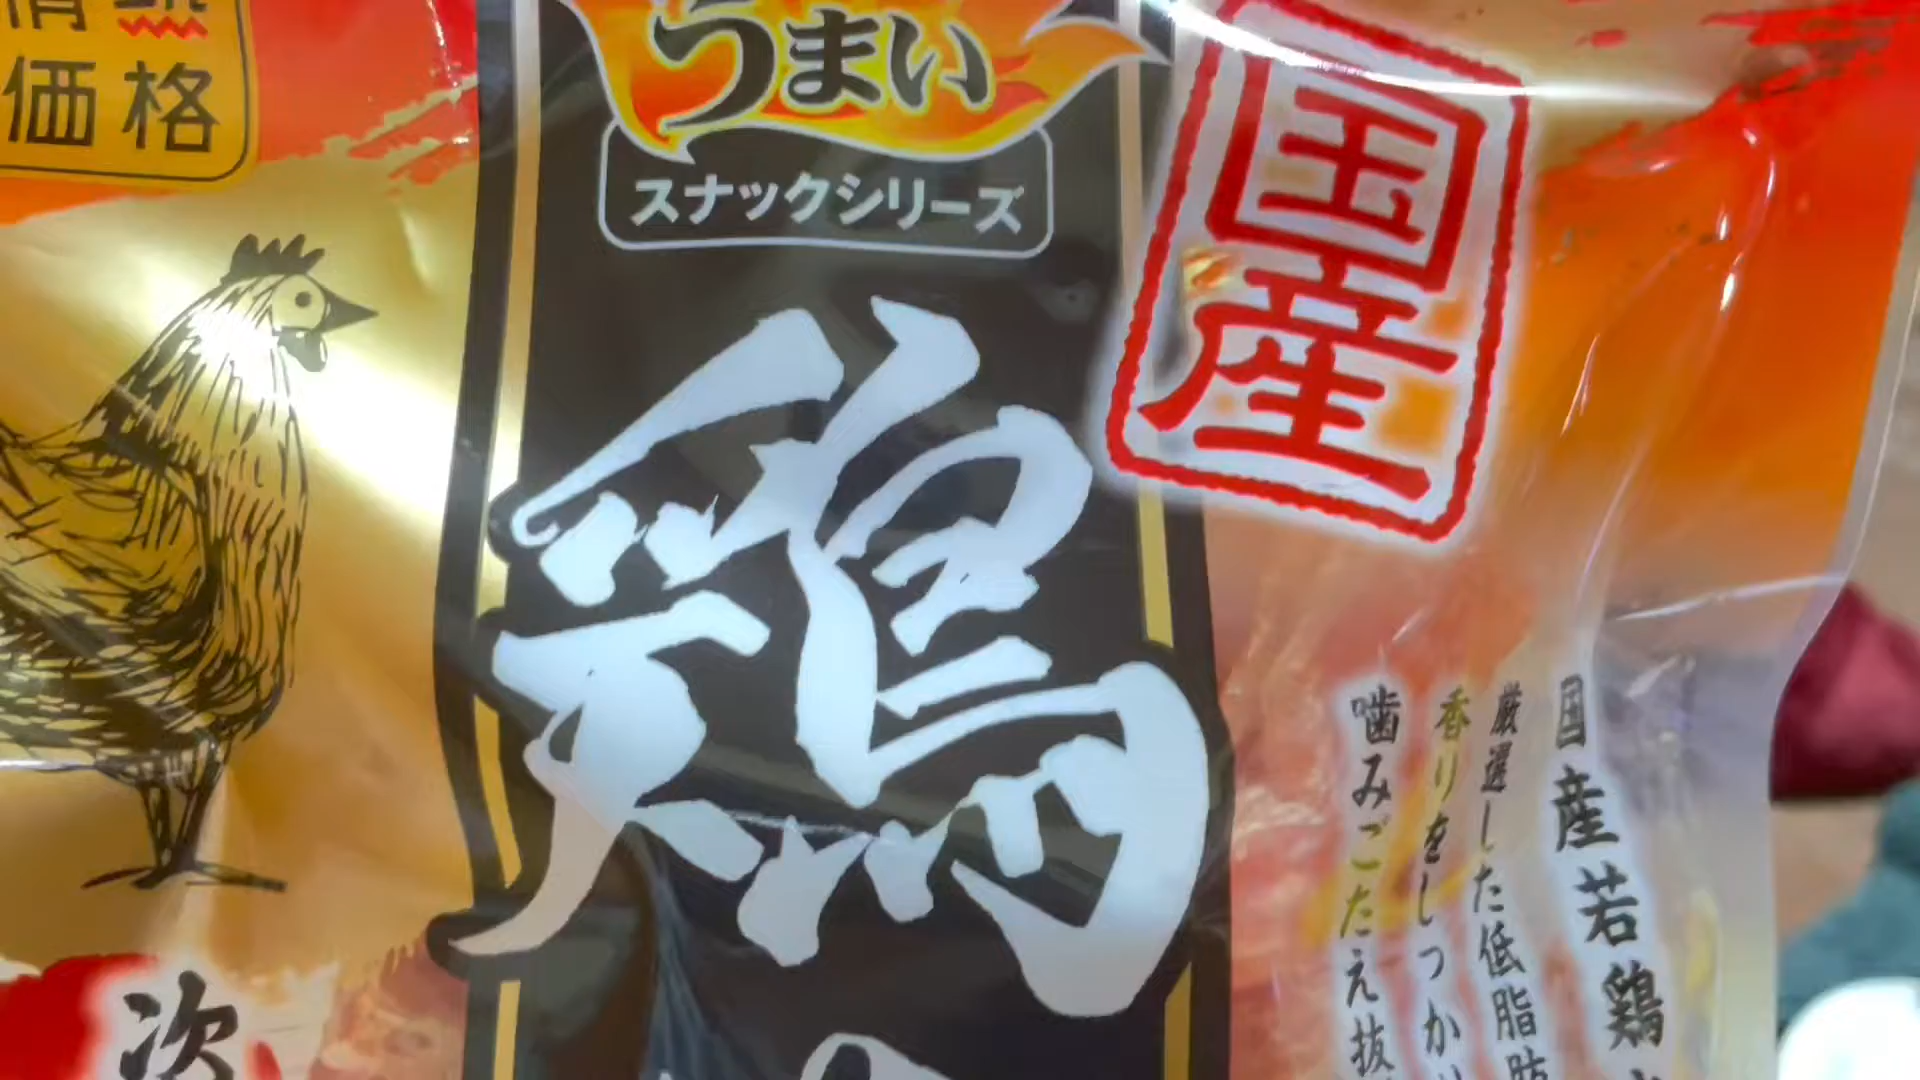 情熱
価格
うまい
スナックシリーズ
国産
鶏
国産若鶏
厳選した低脂肪
香りをしっか
噛みごたえ抜
次